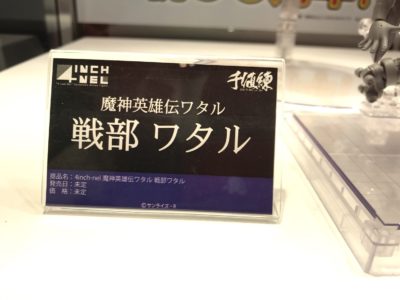 4INCH
-NEL
千値練
魔神英雄伝ワタル
戦部 ワタル
商品名：4inch-nel 魔神英雄伝ワタル 戦部ワタル
発売日：未定
価　格：未定
©サンライズ・R